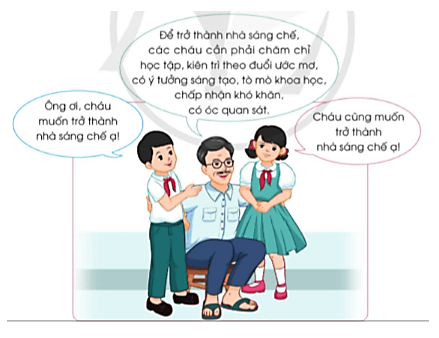 Ông ơi, cháu
muốn trở thành
nhà sáng chế ạ!
Để trở thành nhà sáng chế,
các cháu cần phải chăm chỉ
học tập, kiên trì theo đuổi ước mơ,
có ý tưởng sáng tạo, tò mò khoa học,
chấp nhận khó khăn,
có óc quan sát.
Cháu cũng muốn
trở thành
nhà sáng chế ạ!